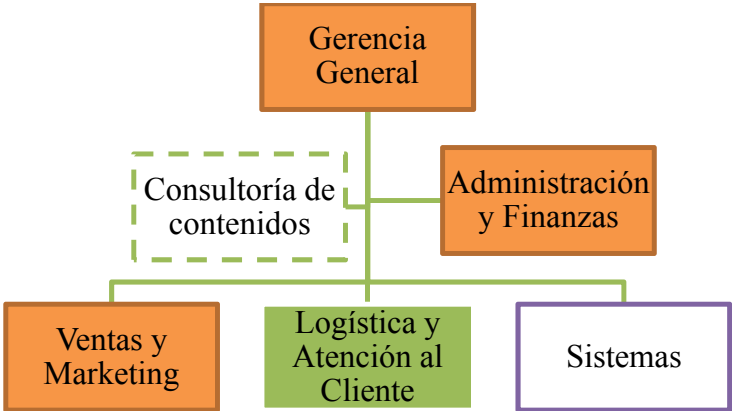 Gerencia
General
Consultoría de
contenidos
Administración
y Finanzas
Ventas y
Marketing
Logística y
Atención al
Cliente
Sistemas